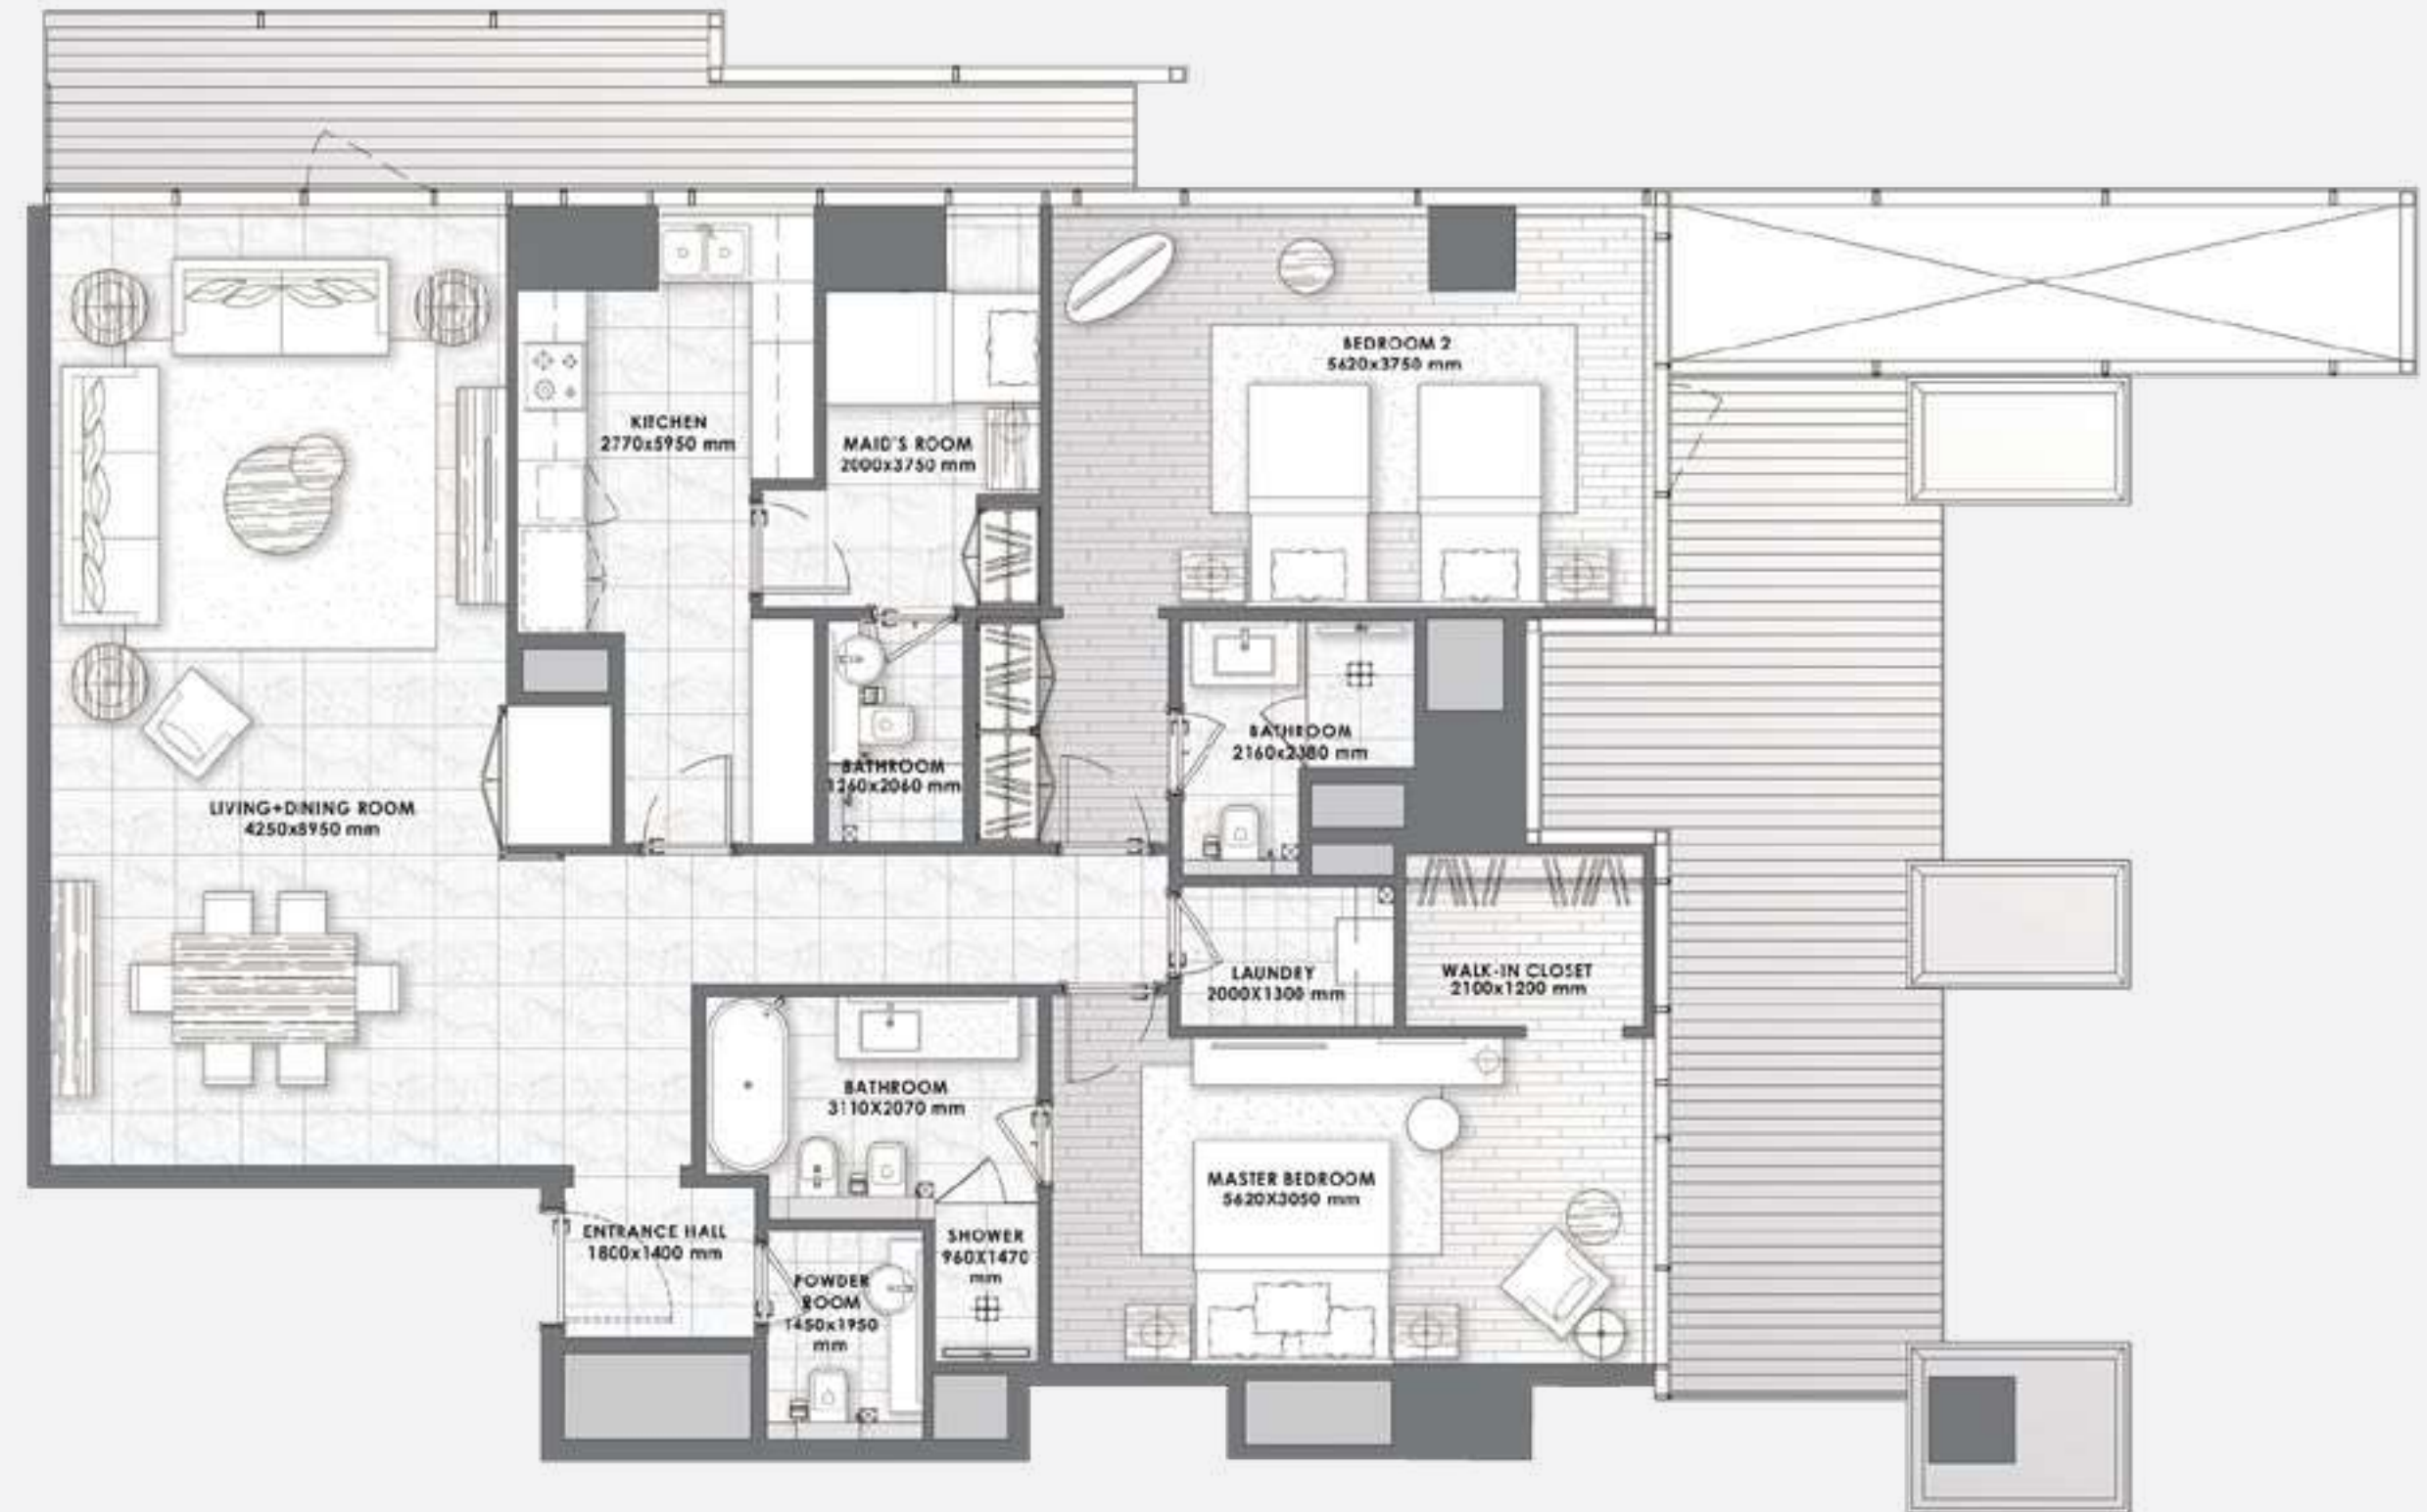 BEDROOM 2
5620x3750 mm
KITCHEN
2770x5950 mm
MAID'S ROOM
2000x3750 mm
BATHROOM
2160x2380 mm
BATHROOM
1260x2060 mm
LIVING+DINING ROOM
4250x8950 mm
LAUNDRY
2000X1300 mm
WALK-IN CLOSET
2100x1200 mm
BATHROOM
3110X2070 mm
MASTER BEDROOM
5620X3050 mm
ENTRANCE HALL
1800x1400 mm
SHOWER
960X1470
mm
POWDER
ROOM
1450x1950
mm